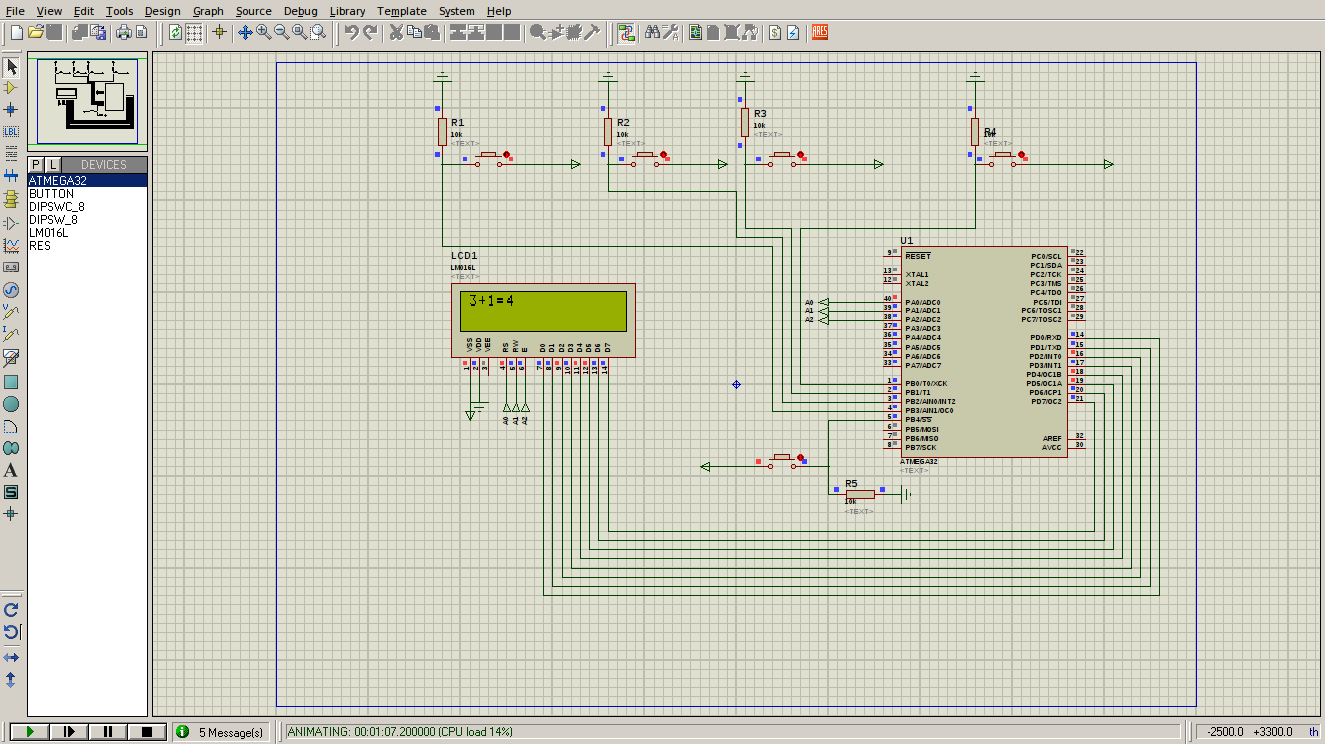 File View Edit Tools Design Graph Source Debug Library Template System Help
ARES
P L DEVICES
ATMEGA32
BUTTON
DIPSWC_8
DIPSW_8
LM016L
RES
LBL
A
S
R1
10k
<TEXT>
R2
10k
<TEXT>
R3
10k
<TEXT>
R4
10k
<TEXT>
LCD1
LM016L
<TEXT>
3+1=4
VSS VDD VEE RS RW E D0 D1 D2 D3 D4 D5 D6 D7
1 2 3 4 5 6 7 8 9 10 11 12 13 14
A0 A1 A2
U1
9 RESET PC0/SCL 22
PC1/SDA 23
13 XTAL1 PC2/TCK 24
12 XTAL2 PC3/TMS 25
PC4/TDO 26
A0 40 PA0/ADC0 PC5/TDI 27
A1 39 PA1/ADC1 PC6/TOSC1 28
A2 38 PA2/ADC2 PC7/TOSC2 29
37 PA3/ADC3
36 PA4/ADC4 PD0/RXD 14
35 PA5/ADC5 PD1/TXD 15
34 PA6/ADC6 PD2/INT0 16
33 PA7/ADC7 PD3/INT1 17
PD4/OC1B 18
1 PB0/T0/XCK PD5/OC1A 19
2 PB1/T1 PD6/ICP1 20
3 PB2/AIN0/INT2 PD7/OC2 21
4 PB3/AIN1/OC0
5 PB4/SS
6 PB5/MOSI
7 PB6/MISO AREF 32
8 PB7/SCK AVCC 30
ATMEGA32
<TEXT>
R5
10k
<TEXT>
5 Message(s)
ANIMATING: 00:01:07.200000 (CPU load 14%)
-2500.0 +3300.0 th